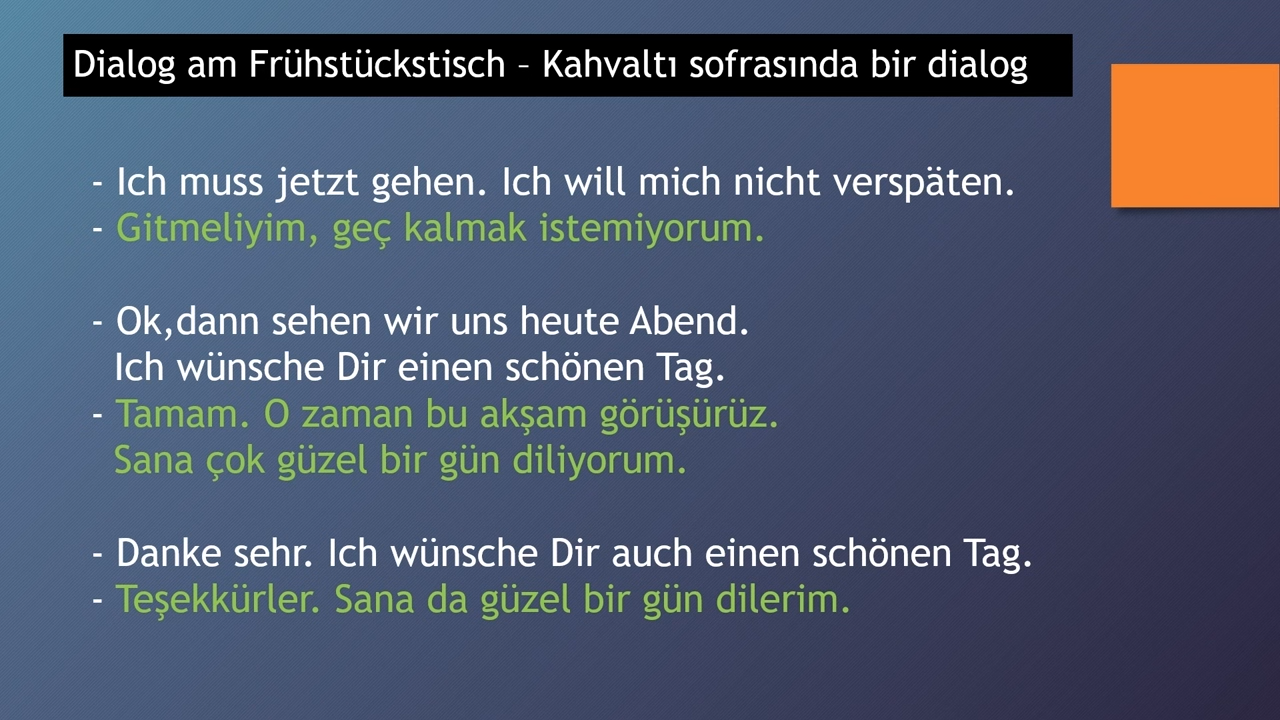 Dialog am Frühstückstisch – Kahvaltı sofrasında bir dialog
- Ich muss jetzt gehen. Ich will mich nicht verspäten.
- Gitmeliyim, geç kalmak istemiyorum.
- Ok,dann sehen wir uns heute Abend.
Ich wünsche Dir einen schönen Tag.
- Tamam. O zaman bu akşam görüşürüz.
Sana çok güzel bir gün diliyorum.
- Danke sehr. Ich wünsche Dir auch einen schönen Tag.
- Teşekkürler. Sana da güzel bir gün dilerim.